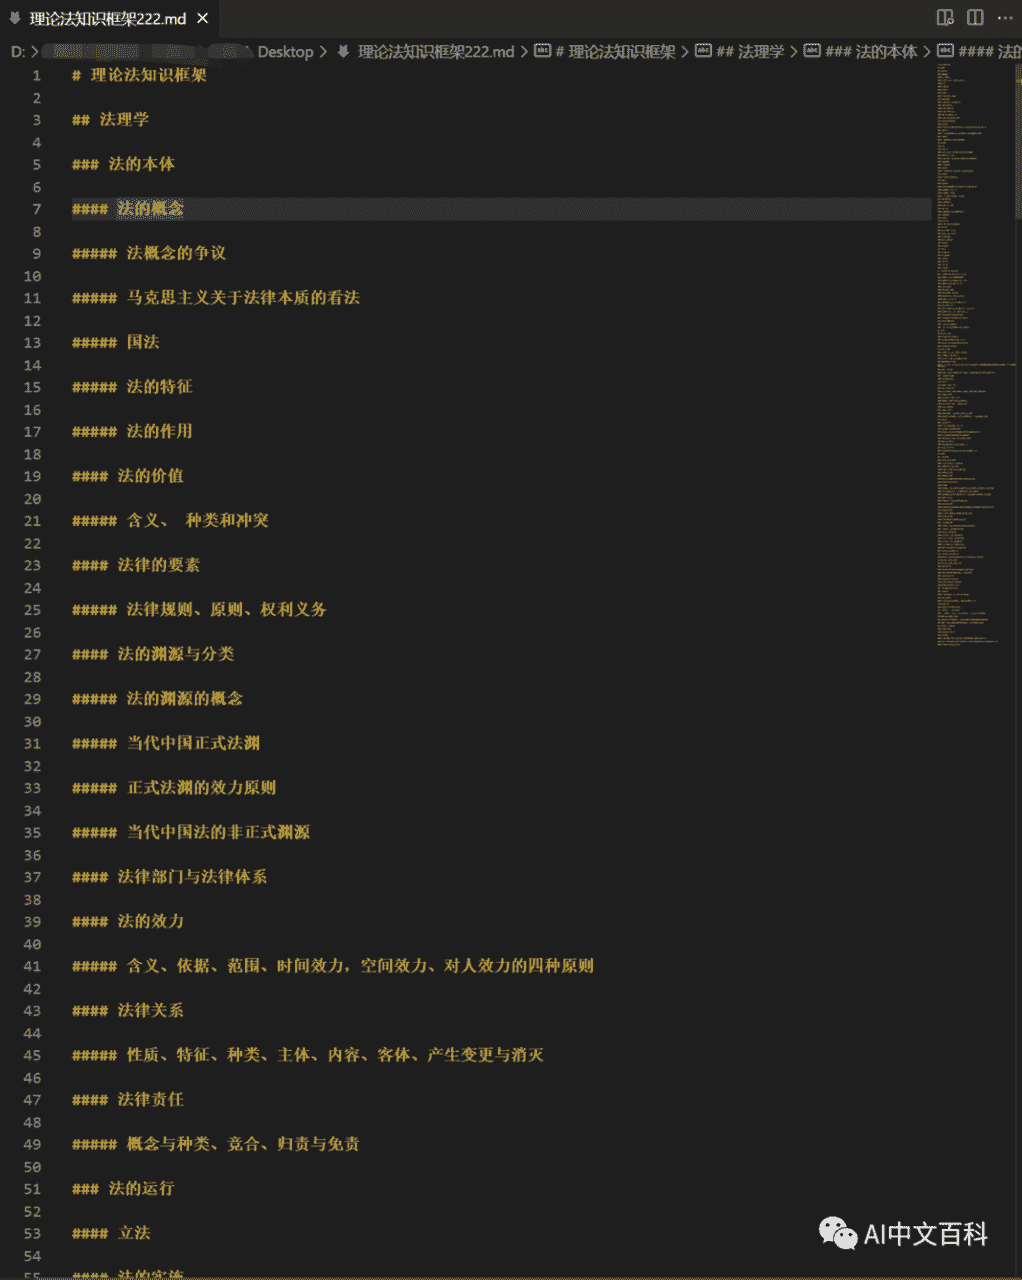 理论法知识框架222.md ×
D: > Desktop > 理论法知识框架222.md > # 理论法知识框架 > ## 法理学 > ### 法的本体 > #### 法的
1 # 理论法知识框架
2
3 ## 法理学
4
5 ### 法的本体
6
7 #### 法的概念
8
9 ##### 法概念的争议
10
11 ##### 马克思主义关于法律本质的看法
12
13 ##### 国法
14
15 ##### 法的特征
16
17 ##### 法的作用
18
19 #### 法的价值
20
21 ##### 含义、 种类和冲突
22
23 #### 法律的要素
24
25 ##### 法律规则、原则、权利义务
26
27 #### 法的渊源与分类
28
29 ##### 法的渊源的概念
30
31 ##### 当代中国正式法渊
32
33 ##### 正式法渊的效力原则
34
35 ##### 当代中国法的非正式渊源
36
37 #### 法律部门与法律体系
38
39 #### 法的效力
40
41 ##### 含义、依据、范围、时间效力，空间效力、对人效力的四种原则
42
43 #### 法律关系
44
45 ##### 性质、特征、种类、主体、内容、客体、产生变更与消灭
46
47 #### 法律责任
48
49 ##### 概念与种类、竞合、归责与免责
50
51 ### 法的运行
52
53 #### 立法
54
55 #### 法的实施
AI中文百科